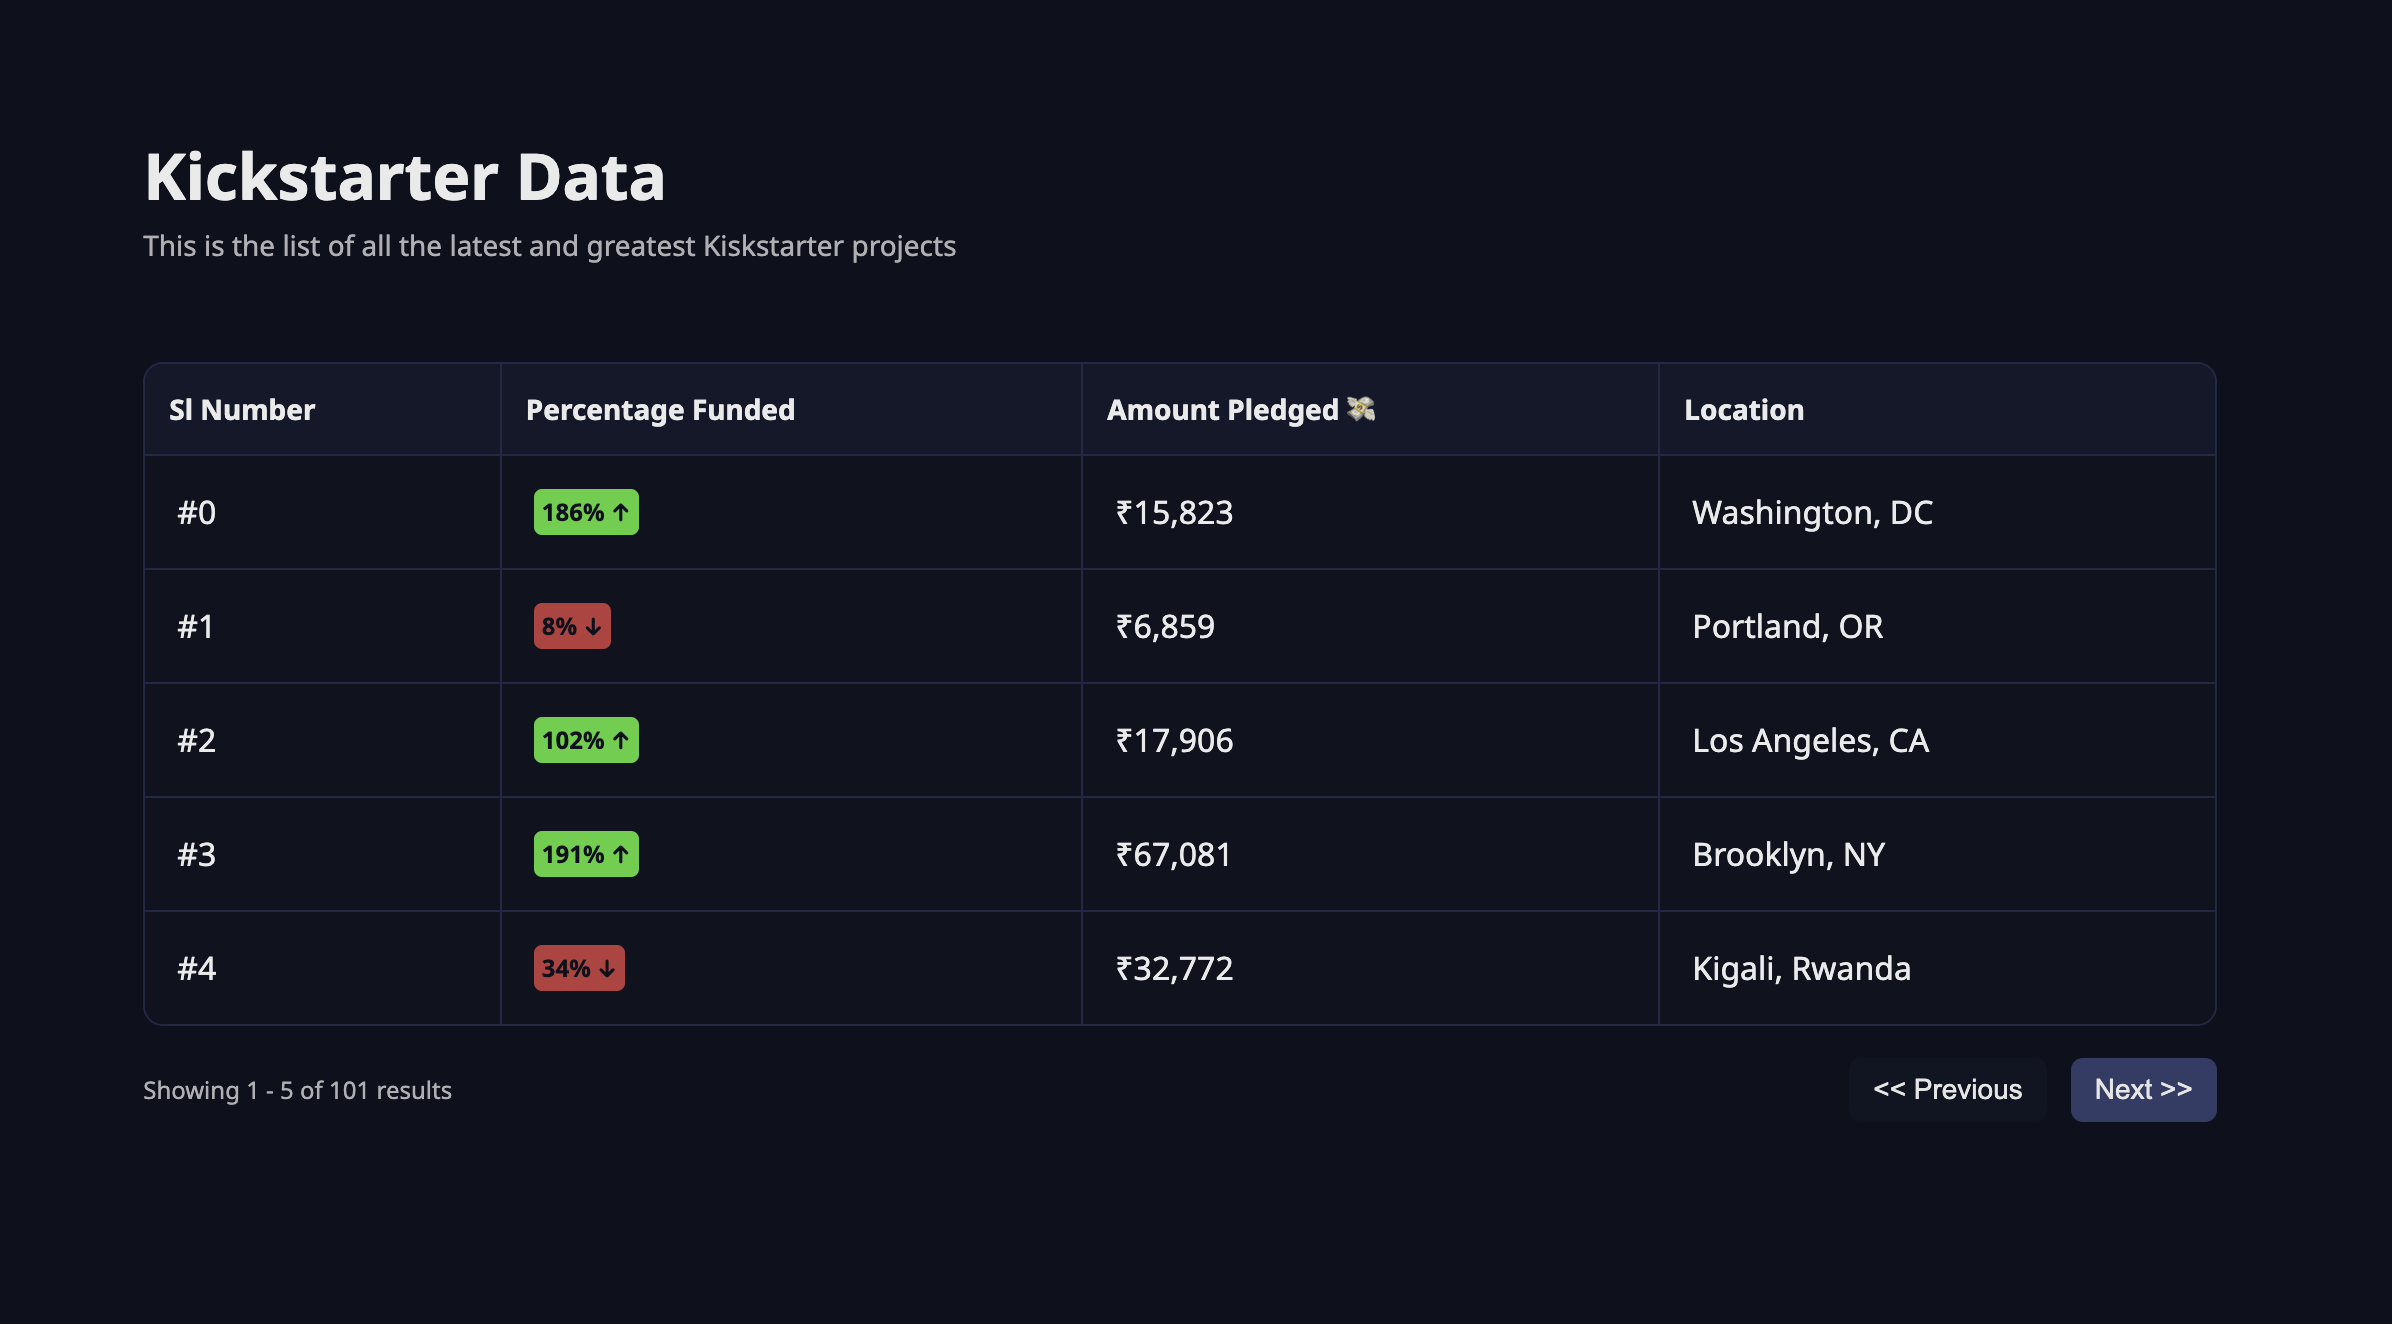 Kickstarter Data
This is the list of all the latest and greatest Kiskstarter projects
Sl Number Percentage Funded Amount Pledged 💸 Location
#0 186% ↑ ₹15,823 Washington, DC
#1 8% ↓ ₹6,859 Portland, OR
#2 102% ↑ ₹17,906 Los Angeles, CA
#3 191% ↑ ₹67,081 Brooklyn, NY
#4 34% ↓ ₹32,772 Kigali, Rwanda
Showing 1 - 5 of 101 results << Previous Next >>